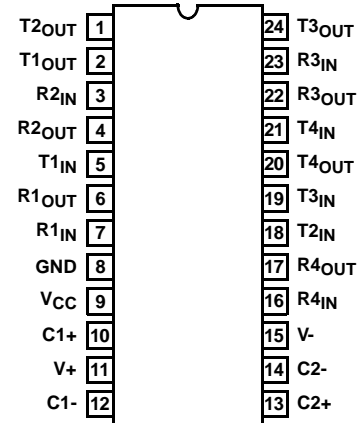 T2OUT 1 24 T3OUT
T1OUT 2 23 R3IN
R2IN 3 22 R3OUT
R2OUT 4 21 T4IN
T1IN 5 20 T4OUT
R1OUT 6 19 T3IN
R1IN 7 18 T2IN
GND 8 17 R4OUT
VCC 9 16 R4IN
C1+ 10 15 V-
V+ 11 14 C2-
C1- 12 13 C2+